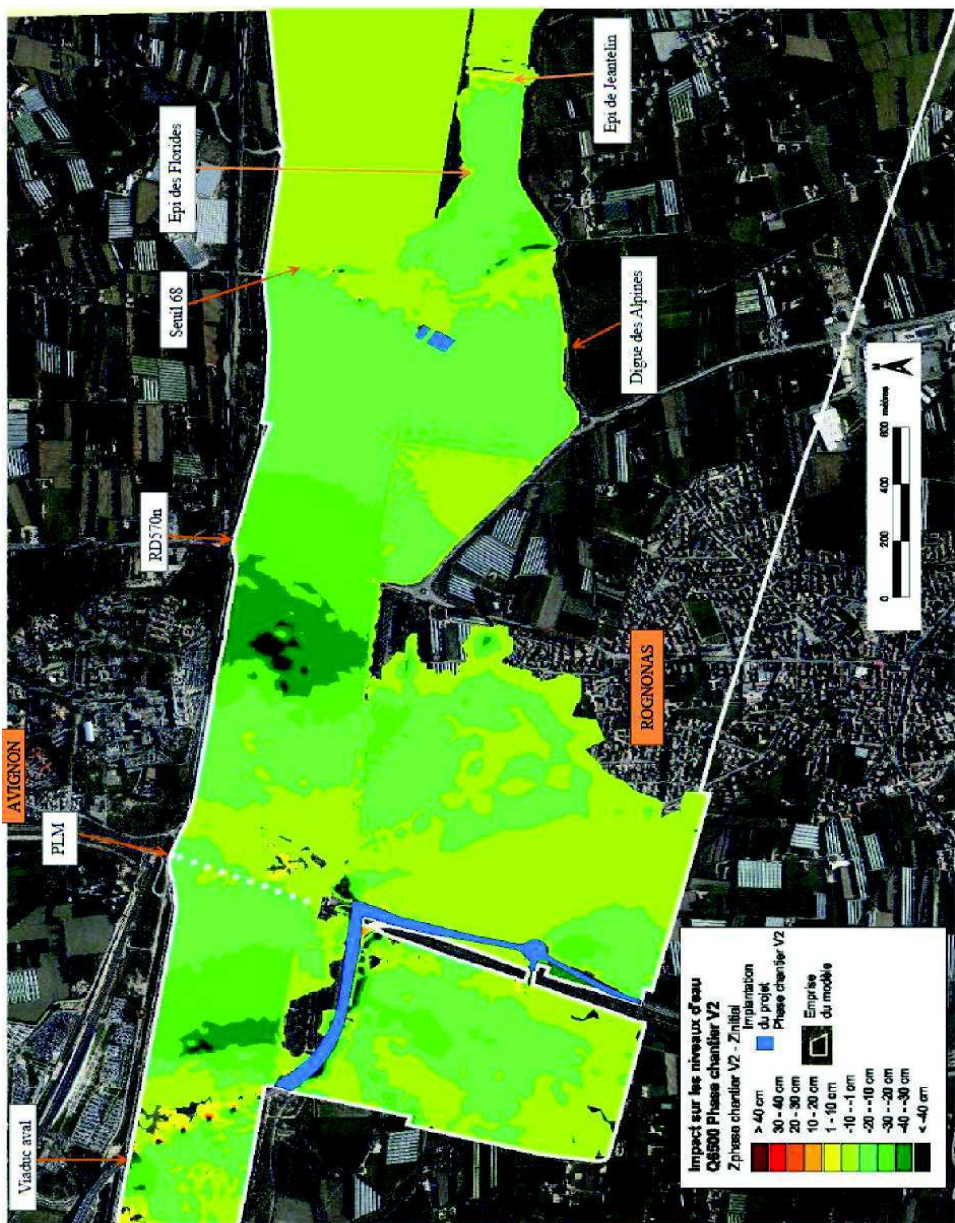 Viaduc aval
PLM
AVIGNON
RD570n
Seuil 68
Epi des Florides
Epi de Jeantelin
Digue des Alpines
ROGNONAS
0 200 400 600 mètres
N
Impact sur les niveaux d'eau
Q6500 Phase chantier V2
Zphase chantier V2 - Zinitial
> 40 cm
30 - 40 cm
20 - 30 cm
10 - 20 cm
1 - 10 cm
-10 - -1 cm
-20 - -10 cm
-30 - -20 cm
-40 - -30 cm
< -40 cm
Implantation
du projet
Phase chantier V2
Emprise
du modèle